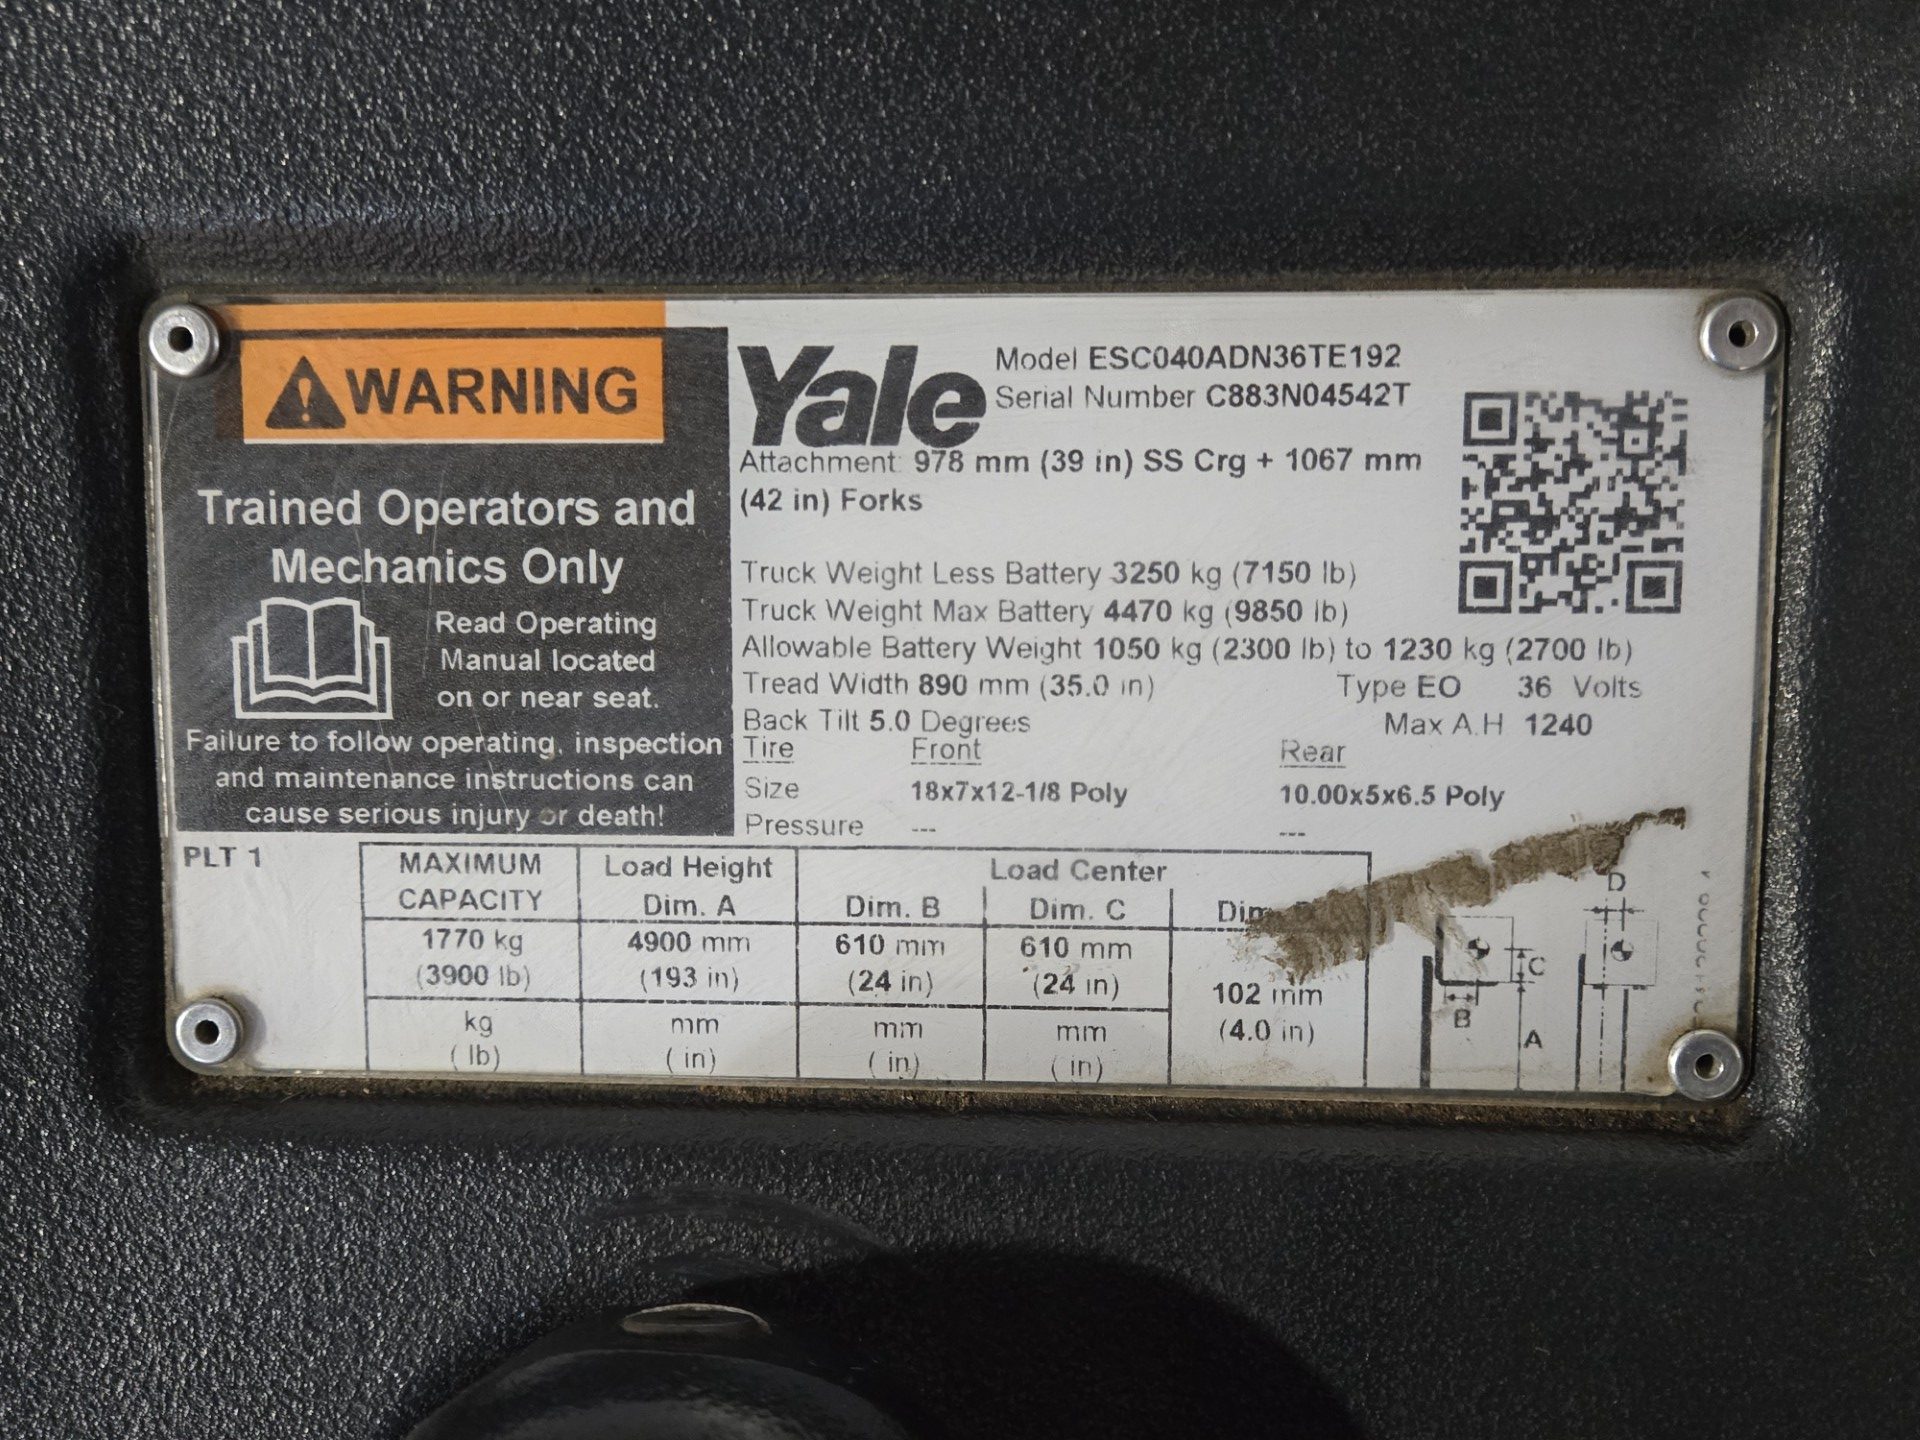 WARNING
Trained Operators and
Mechanics Only
Read Operating
Manual located
on or near seat.
Failure to follow operating, inspection
and maintenance instructions can
cause serious injury or death!
Yale
Model ESC040ADN36TE192
Serial Number C883N04542T
Attachment 978 mm (39 in) SS Crg + 1067 mm
(42 in) Forks
Truck Weight Less Battery 3250 kg (7150 lb)
Truck Weight Max Battery 4470 kg (9850 lb)
Allowable Battery Weight 1050 kg (2300 lb) to 1230 kg (2700 lb)
Tread Width 890 mm (35.0 in) Type EO 36 Volts
Back Tilt 5.0 Degrees Max A.H 1240
Tire Front Rear
Size 18x7x12-1/8 Poly 10.00x5x6.5 Poly
Pressure --- ---
PLT 1
MAXIMUM Load Height Load Center
CAPACITY Dim. A Dim. B Dim. C
1770 kg 4900 mm 610 mm 610 mm
(3900 lb) (193 in) (24 in) (24 in) 102 mm
kg mm mm mm (4.0 in)
(lb) (in) (in) (in)
D
C
B
A